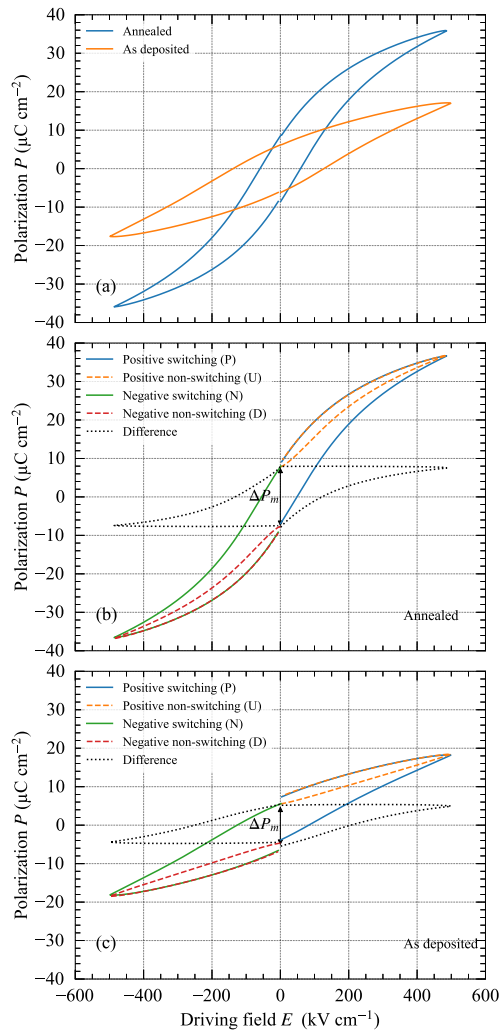 40
30
20
10
0
−10
−20
−30
−40
Polarization P (μC cm⁻²)
Annealed
As deposited
(a)
40
30
20
10
0
−10
−20
−30
−40
Polarization P (μC cm⁻²)
Positive switching (P)
Positive non-switching (U)
Negative switching (N)
Negative non-switching (D)
Difference
ΔPₘ
(b)
Annealed
40
30
20
10
0
−10
−20
−30
−40
Polarization P (μC cm⁻²)
Positive switching (P)
Positive non-switching (U)
Negative switching (N)
Negative non-switching (D)
Difference
ΔPₘ
(c)
As deposited
−600 −400 −200 0 200 400 600
Driving field E (kV cm⁻¹)